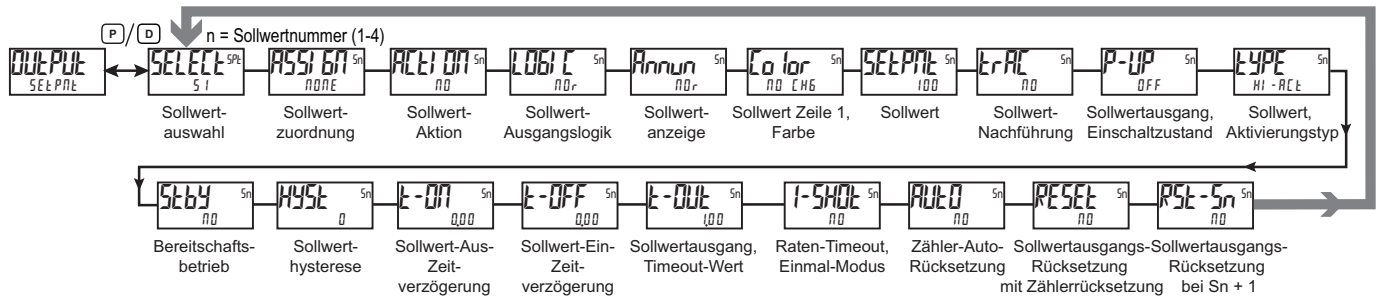 P / D
n = Sollwertnummer (1-4)
OUtPUt
SEtPNt
SELECt SPt
S1
Sollwert-
auswahl
ASSIGN Sn
NONE
Sollwert-
zuordnung
ACtION Sn
NO
Sollwert-
Aktion
LOGIC Sn
NOr
Sollwert-
Ausgangslogik
Annun Sn
NOr
Sollwert-
anzeige
Color Sn
NO CHG
Sollwert Zeile 1,
Farbe
SEtPNt Sn
100
Sollwert
trAC Sn
NO
Sollwert-
Nachführung
P-UP Sn
OFF
Sollwertausgang,
Einschaltzustand
tYPE Sn
HI-ACt
Sollwert,
Aktivierungstyp
Stby Sn
NO
Bereitschafts-
betrieb
HYSt Sn
0
Sollwert-
hysterese
t-ON Sn
0,00
Sollwert-Aus-
Zeit-
verzögerung
t-OFF Sn
0,00
Sollwert-Ein-
Zeit-
verzögerung
t-OUt Sn
1,00
Sollwertausgang,
Timeout-Wert
1-SHOt Sn
NO
Raten-Timeout,
Einmal-Modus
AUtO Sn
NO
Zähler-Auto-
Rücksetzung
RESEt Sn
NO
Sollwertausgangs-
Rücksetzung
mit Zählerrücksetzung
RSt-Sn Sn
NO
Sollwertausgangs-
Rücksetzung
bei Sn + 1